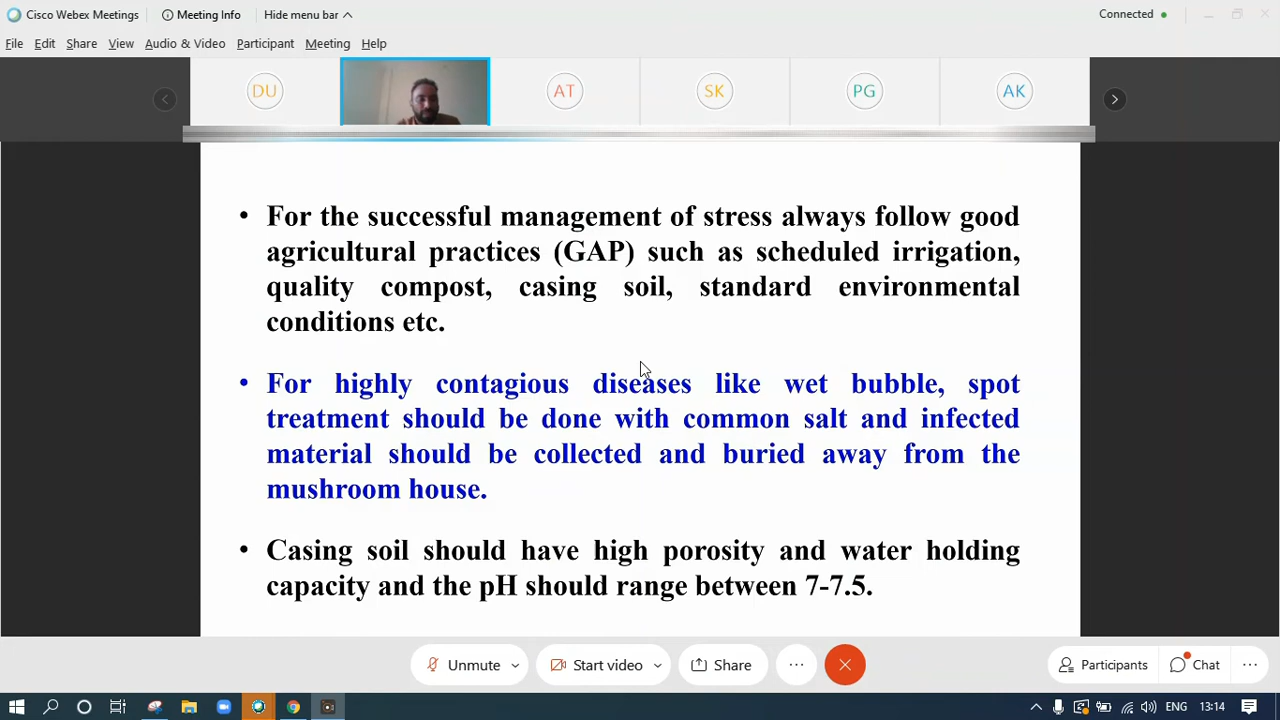 Cisco Webex Meetings Meeting Info Hide menu bar Connected
File Edit Share View Audio & Video Participant Meeting Help
DU AT SK PG AK
• For the successful management of stress always follow good
agricultural practices (GAP) such as scheduled irrigation,
quality compost, casing soil, standard environmental
conditions etc.
• For highly contagious diseases like wet bubble, spot
treatment should be done with common salt and infected
material should be collected and buried away from the
mushroom house.
• Casing soil should have high porosity and water holding
capacity and the pH should range between 7-7.5.
Unmute Start video Share Participants Chat
ENG 13:14